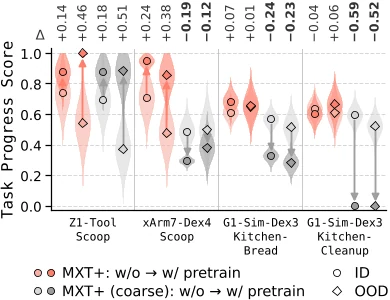 Δ +0.14 +0.46 +0.18 +0.51 +0.24 +0.38 −0.19 −0.12 +0.07 +0.01 −0.24 −0.23 −0.04 +0.06 −0.59 −0.52
Task Progress Score
1.0
0.8
0.6
0.4
0.2
0.0
Z1-Tool
Scoop
xArm7-Dex4
Scoop
G1-Sim-Dex3
Kitchen-
Bread
G1-Sim-Dex3
Kitchen-
Cleanup
MXT+: w/o → w/ pretrain
MXT+ (coarse): w/o → w/ pretrain
ID
OOD